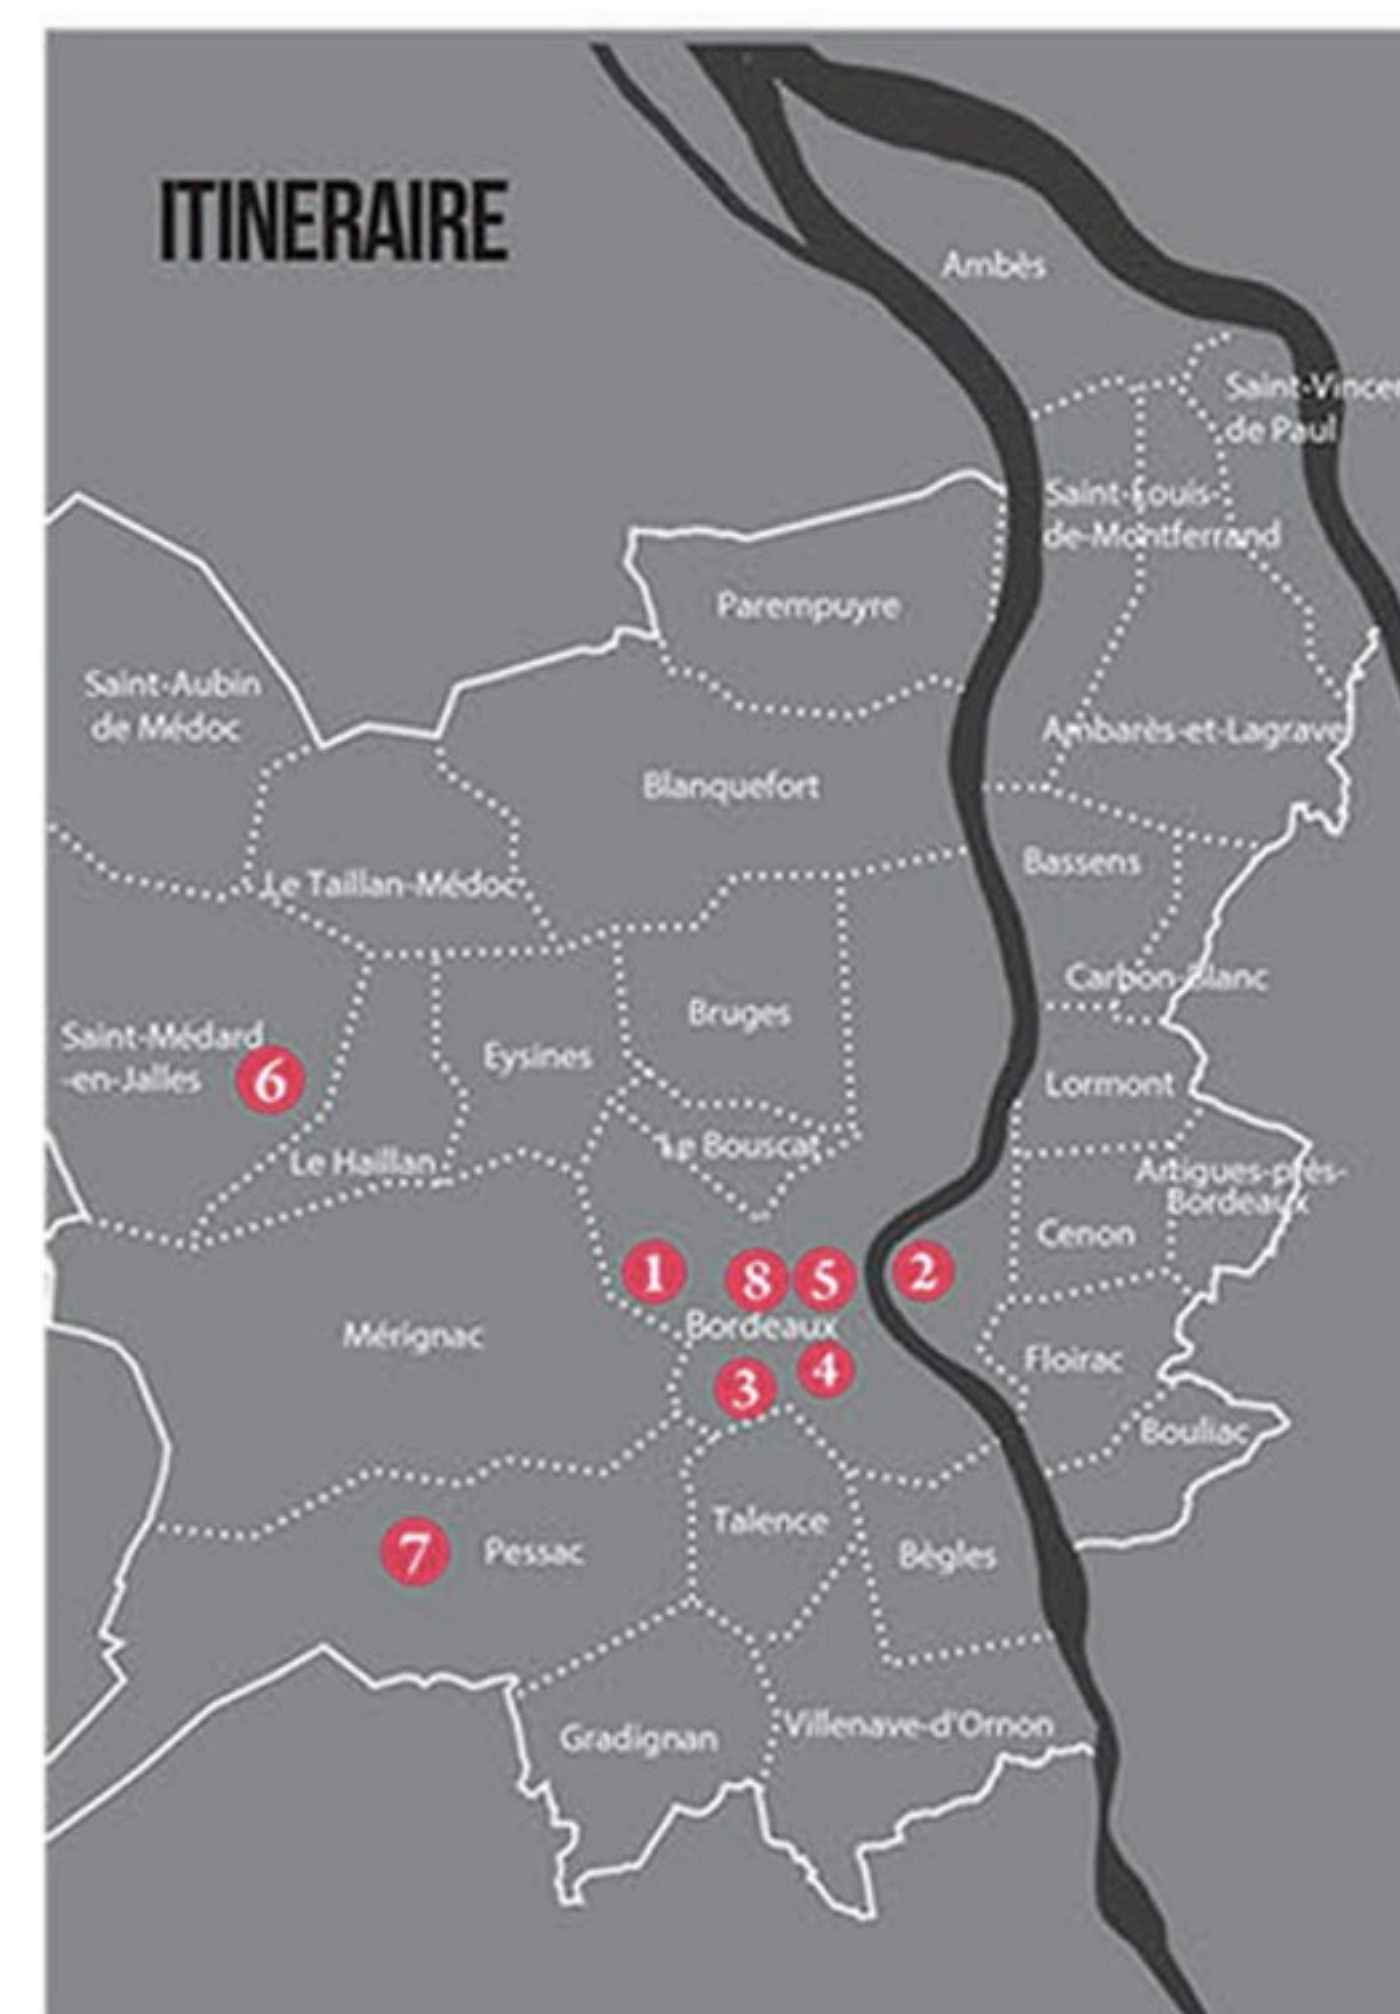 ITINERAIRE
Ambès
Saint-Vincen
de Paul
Saint-Louis-
de-Montferrand
Parempuyre
Saint-Aubin
de Médoc
Ambarès-et-Lagrave
Blanquefort
Bassens
Le Taillan-Médoc
Carbon-Blanc
Bruges
Saint-Médard
-en-Jalles
6
Eysines
Lormont
Le Bouscat
Le Haillan
Artigues-près-
Bordeaux
Cenon
1
8
5
2
Bordeaux
Mérignac
Floirac
3
4
Bouliac
Talence
7
Pessac
Bègles
Gradignan
Villenave-d'Ornon